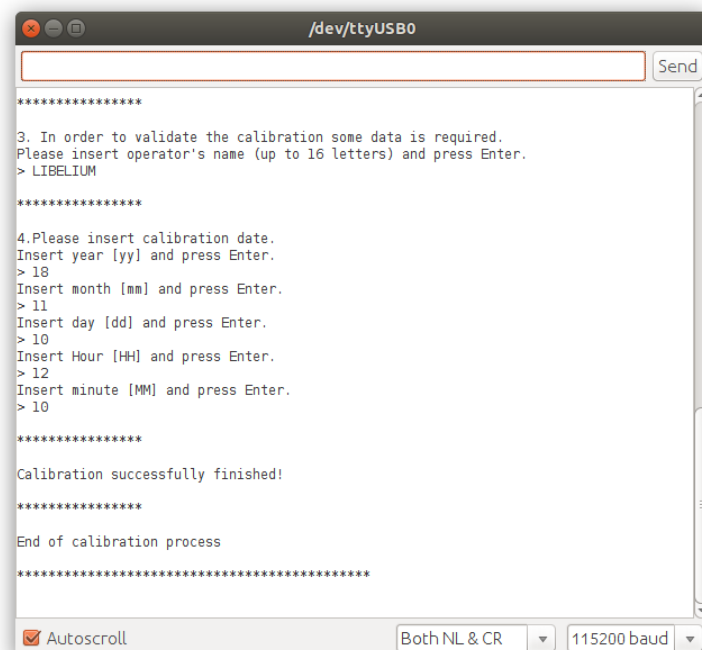 /dev/ttyUSB0
Send
****************
3. In order to validate the calibration some data is required.
Please insert operator's name (up to 16 letters) and press Enter.
> LIBELIUM
****************
4.Please insert calibration date.
Insert year [yy] and press Enter.
> 18
Insert month [mm] and press Enter.
> 11
Insert day [dd] and press Enter.
> 10
Insert Hour [HH] and press Enter.
> 12
Insert minute [MM] and press Enter.
> 10
****************
Calibration successfully finished!
****************
End of calibration process
*********************************************
Autoscroll
Both NL & CR
115200 baud